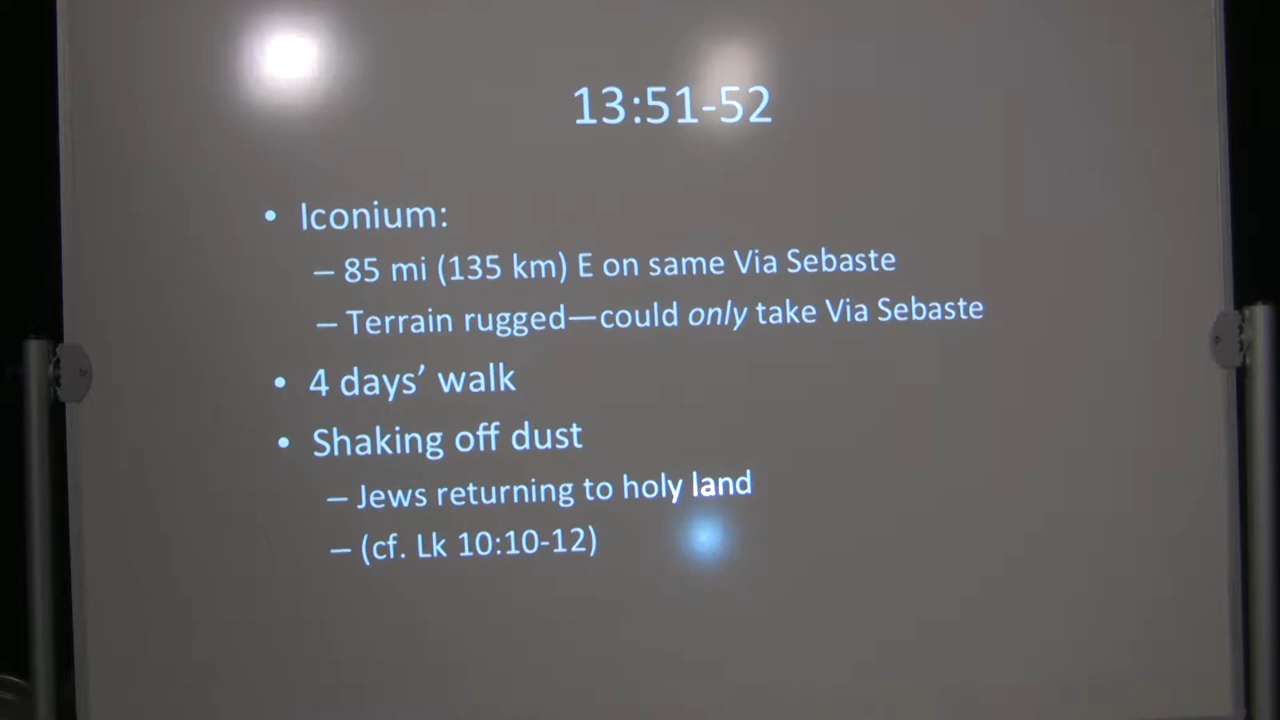 13:51-52
• Iconium:
– 85 mi (135 km) E on same Via Sebaste
– Terrain rugged—could only take Via Sebaste
• 4 days’ walk
• Shaking off dust
– Jews returning to holy land
– (cf. Lk 10:10-12)